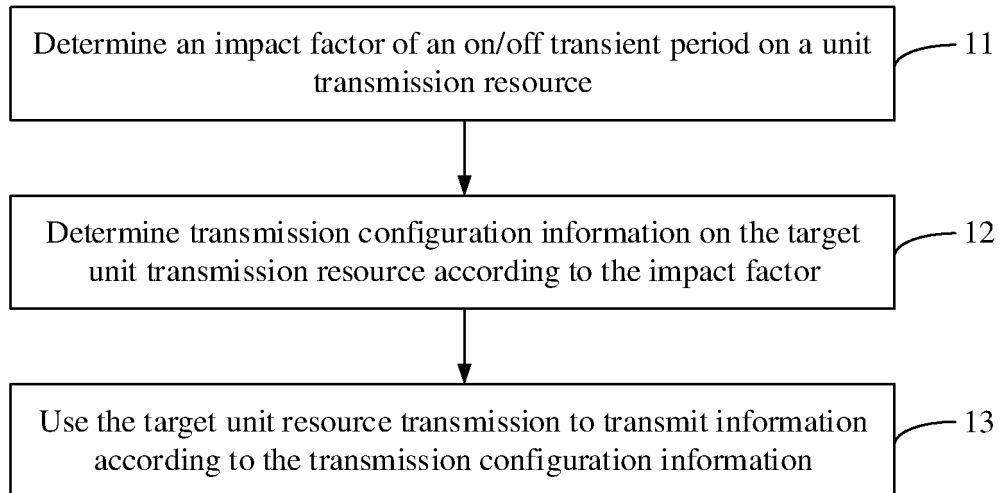 Determine an impact factor of an on/off transient period on a unit
transmission resource
11
Determine transmission configuration information on the target
unit transmission resource according to the impact factor
12
Use the target unit resource transmission to transmit information
according to the transmission configuration information
13